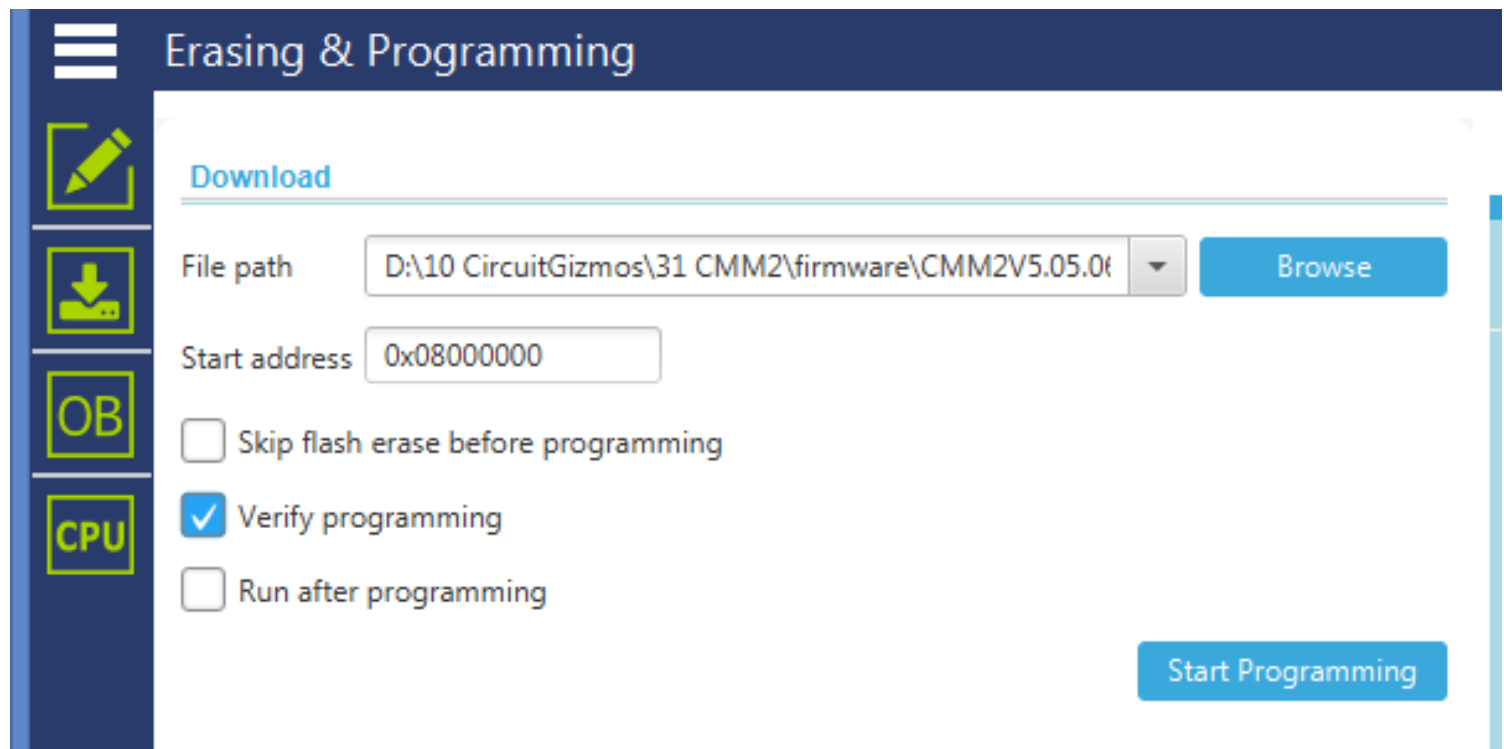 Erasing & Programming
Download
File path D:\10 CircuitGizmos\31 CMM2\firmware\CMM2V5.05.06 Browse
Start address 0x08000000
OB
Skip flash erase before programming
Verify programming
CPU
Run after programming
Start Programming